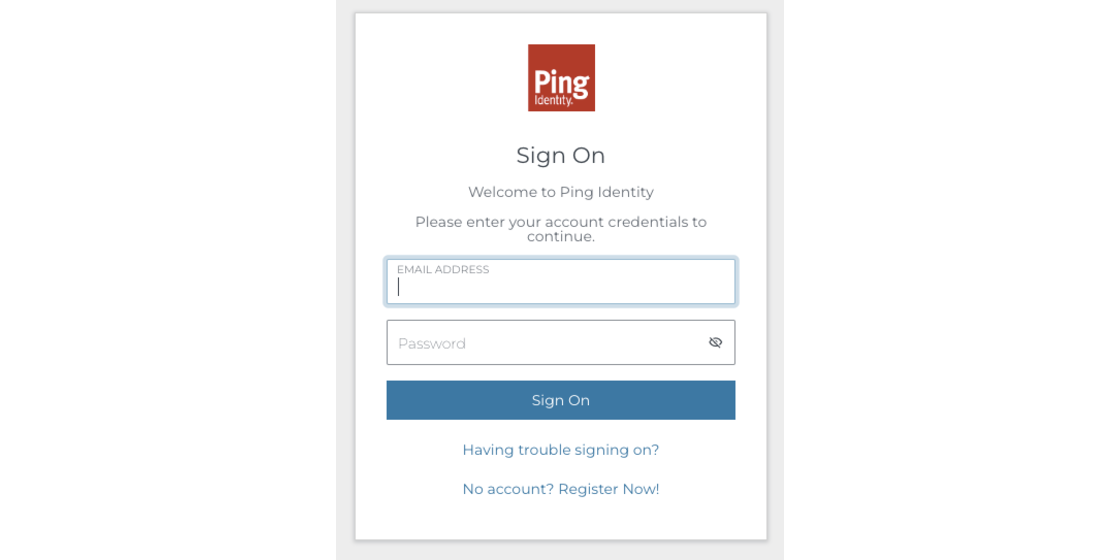 Ping
Identity.
Sign On
Welcome to Ping Identity
Please enter your account credentials to
continue.
EMAIL ADDRESS
Password
Sign On
Having trouble signing on?
No account? Register Now!